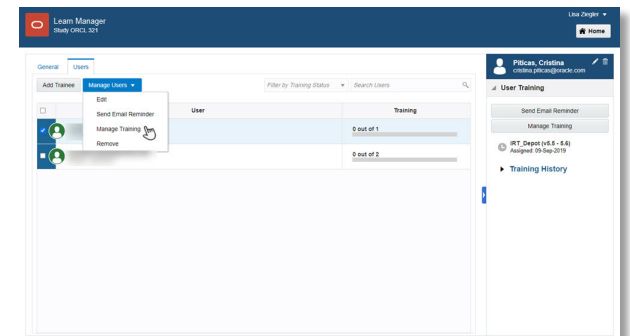 Lisa Ziegler
Learn Manager
Study ORCL 321
Home
General
Users
Add Trainee
Manage Users
Filter by Training Status
Search Users
Edit
Send Email Reminder
Manage Training
Remove
User
Training
0 out of 1
0 out of 2
Piticas, Cristina
cristina.piticas@oracle.com
User Training
Send Email Reminder
Manage Training
IRT_Depot (v5.5 - 5.6)
Assigned: 09-Sep-2019
Training History